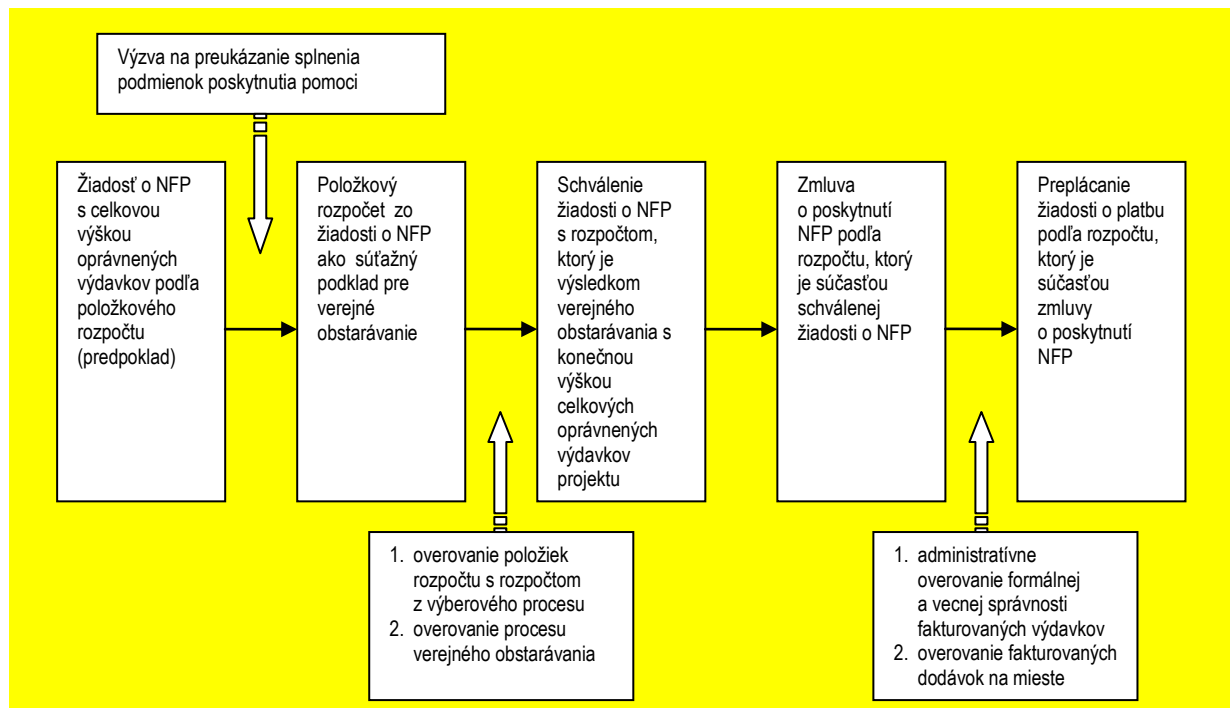 Výzva na preukázanie splnenia
podmienok poskytnutia pomoci
Žiadosť o NFP
s celkovou
výškou
oprávnených
výdavkov podľa
položkového
rozpočtu
(predpoklad)
Položkový
rozpočet zo
žiadosti o NFP
ako súťažný
podklad pre
verejné
obstarávanie
Schválenie
žiadosti o NFP
s rozpočtom,
ktorý je
výsledkom
verejného
obstarávania s
konečnou
výškou
celkových
oprávnených
výdavkov
projektu
Zmluva
o poskytnutí
NFP podľa
rozpočtu, ktorý
je súčasťou
schválenej
žiadosti o NFP
Preplácanie
žiadosti o platbu
podľa rozpočtu,
ktorý je
súčasťou
zmluvy
o poskytnutí
NFP
1. overovanie položiek
rozpočtu s rozpočtom
z výberového procesu
2. overovanie procesu
verejného obstarávania
1. administratívne
overovanie formálnej
a vecnej správnosti
fakturovaných výdavkov
2. overovanie fakturovaných
dodávok na mieste